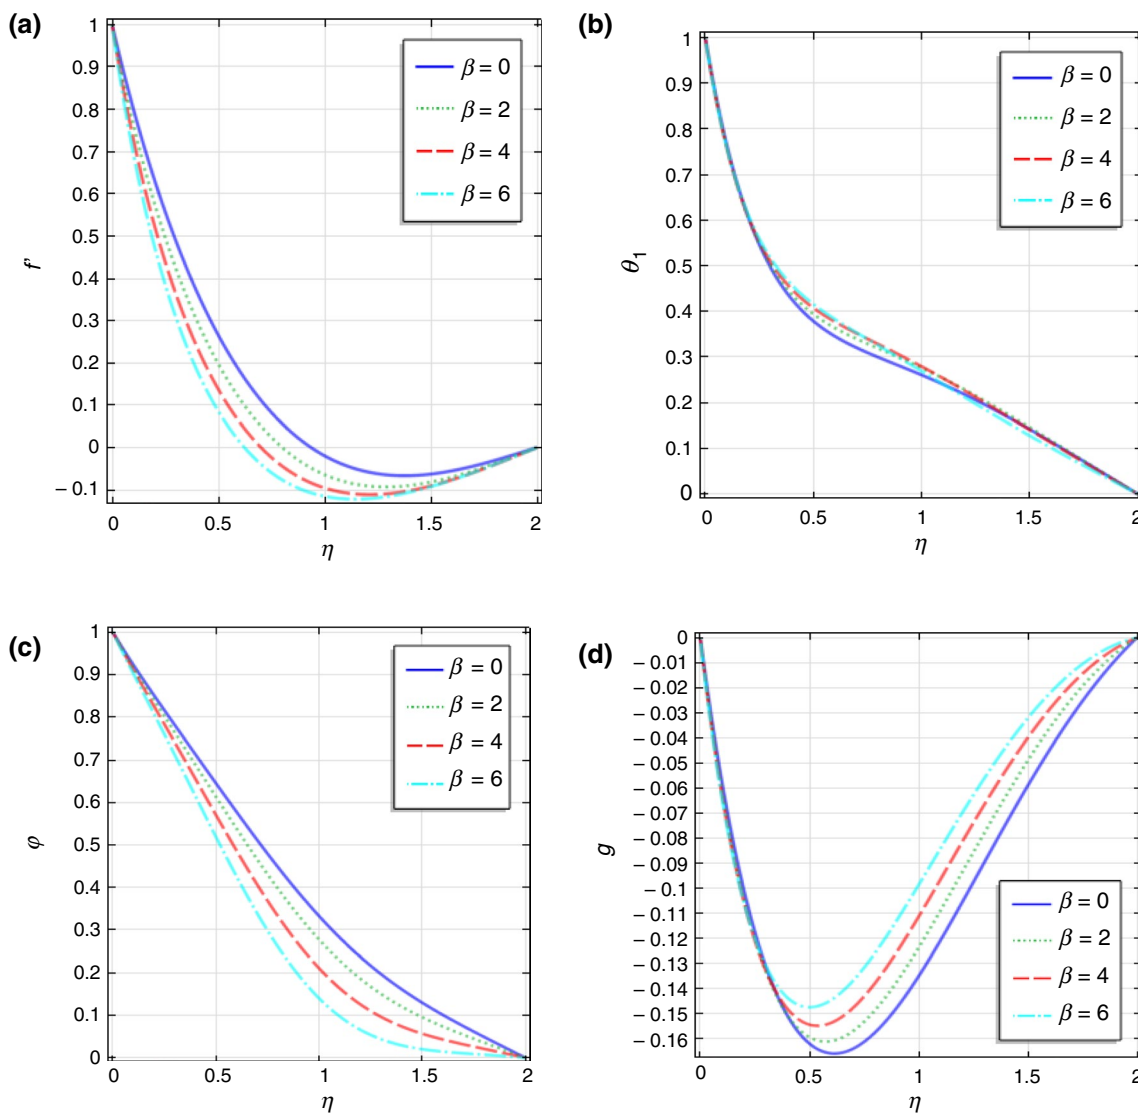 (a)
1
0.9
0.8
0.7
0.6
0.5
0.4
0.3
0.2
0.1
0
– 0.1
f'
0 0.5 1 1.5 2
η
β = 0
β = 2
β = 4
β = 6
(b)
1
0.9
0.8
0.7
0.6
0.5
0.4
0.3
0.2
0.1
0
θ1
0 0.5 1 1.5 2
η
β = 0
β = 2
β = 4
β = 6
(c)
1
0.9
0.8
0.7
0.6
0.5
0.4
0.3
0.2
0.1
0
φ
0 0.5 1 1.5 2
η
β = 0
β = 2
β = 4
β = 6
(d)
0
– 0.01
– 0.02
– 0.03
– 0.04
– 0.05
– 0.06
– 0.07
– 0.08
– 0.09
– 0.1
– 0.11
– 0.12
– 0.13
– 0.14
– 0.15
– 0.16
g
0 0.5 1 1.5 2
η
β = 0
β = 2
β = 4
β = 6